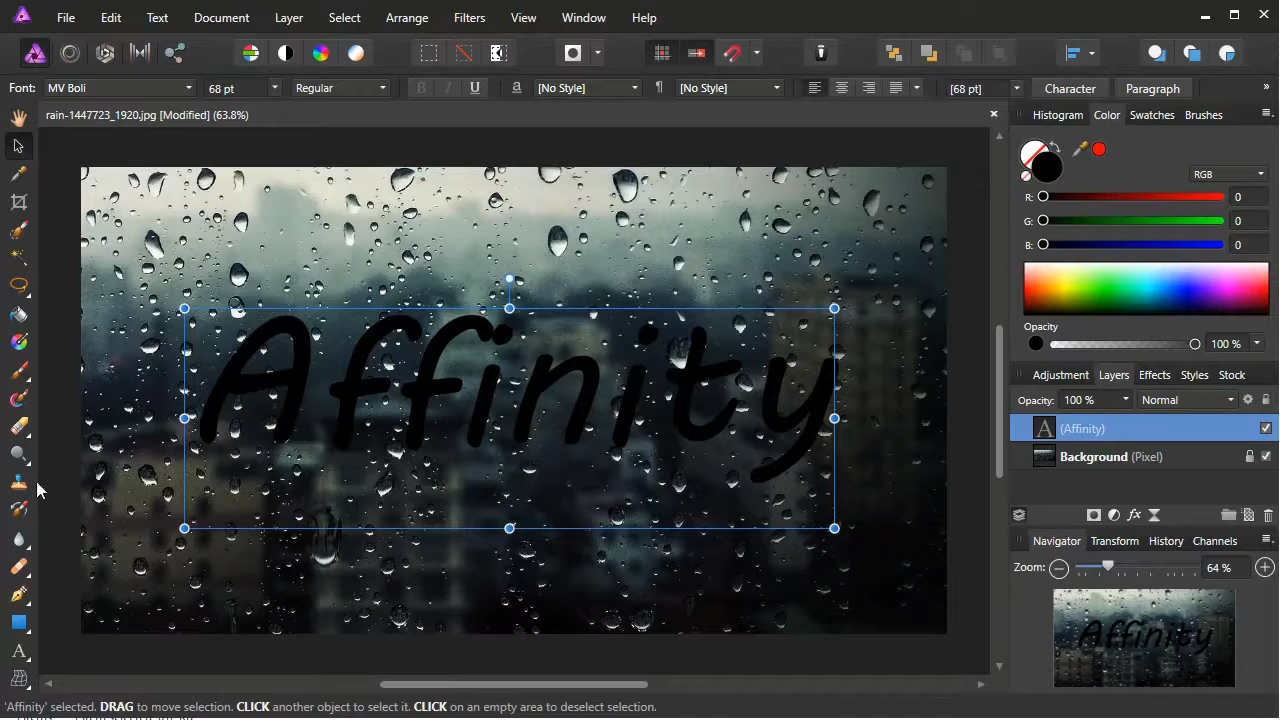 File Edit Text Document Layer Select Arrange Filters View Window Help
Font: MV Boli 68 pt Regular B I U a [No Style] ¶ [No Style] [68 pt] Character Paragraph »
rain-1447723_1920.jpg [Modified] (63.8%)
Histogram Color Swatches Brushes
RGB
R: 0
G: 0
B: 0
Opacity
100 %
Adjustment Layers Effects Styles Stock
Opacity: 100 % Normal
A (Affinity)
Background (Pixel)
fx
Navigator Transform History Channels
Zoom: 64 %
Affinity
Affinity
A
'Affinity' selected. DRAG to move selection. CLICK another object to select it. CLICK on an empty area to deselect selection.